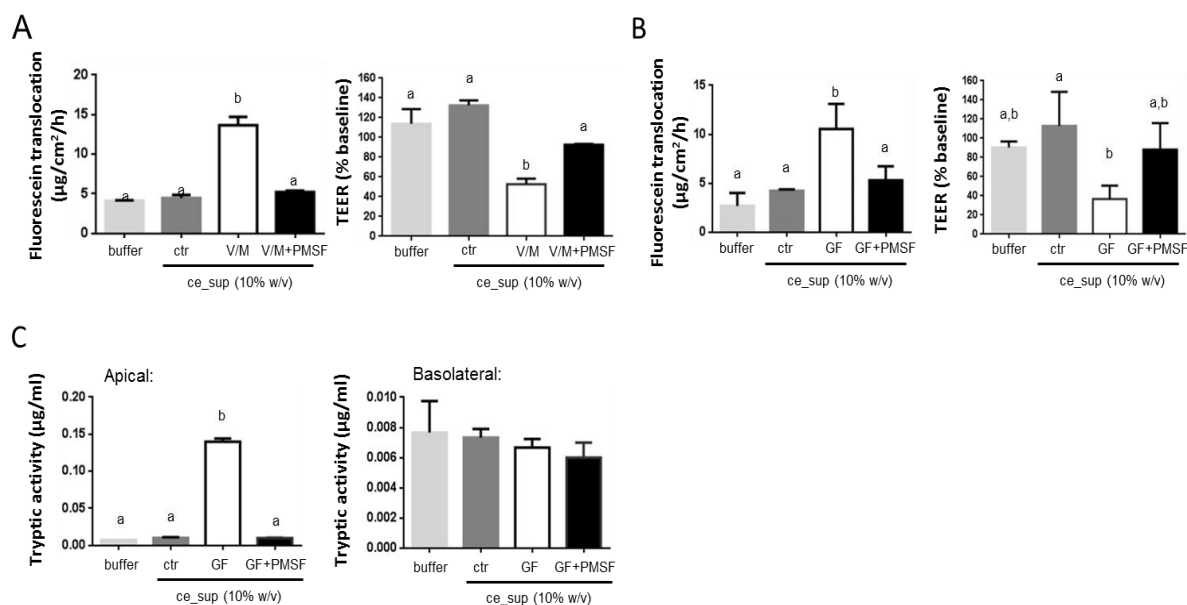 A
Fluorescein translocation
(µg/cm²/h)
20
15
10
5
0
a
a
b
a
buffer
ctr
V/M
V/M+PMSF
ce_sup (10% w/v)
TEER (% baseline)
160
140
120
100
80
60
40
20
0
a
a
b
a
buffer
ctr
V/M
V/M+PMSF
ce_sup (10% w/v)
B
Fluorescein translocation
(µg/cm²/h)
15
10
5
0
a
a
b
a
buffer
ctr
GF
GF+PMSF
ce_sup (10% w/v)
TEER (% baseline)
160
140
120
100
80
60
40
20
0
a,b
a
b
a,b
buffer
ctr
GF
GF+PMSF
ce_sup (10% w/v)
C
Apical:
Tryptic activity (µg/ml)
0.20
0.15
0.10
0.05
0.00
a
a
b
a
buffer
ctr
GF
GF+PMSF
ce_sup (10% w/v)
Basolateral:
Tryptic activity (µg/ml)
0.010
0.008
0.006
0.004
0.002
0.000
buffer
ctr
GF
GF+PMSF
ce_sup (10% w/v)